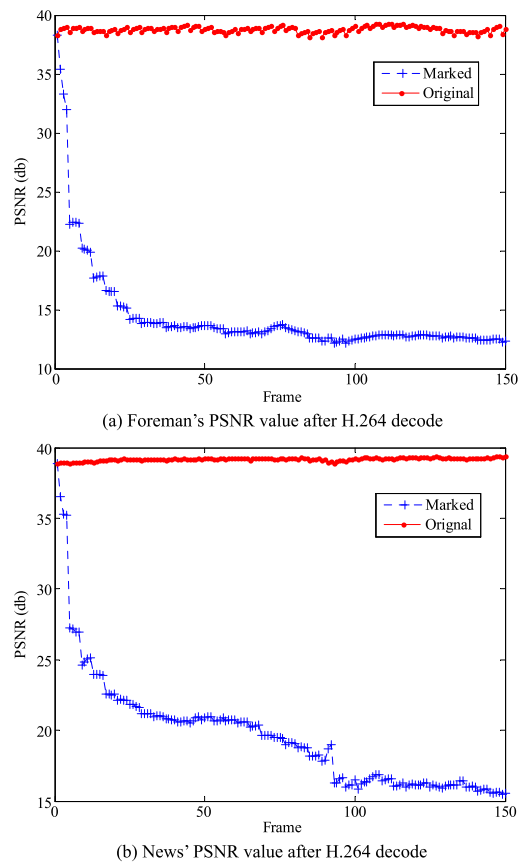 40
35
30
25
20
15
10
PSNR (db)
Marked
Original
0
50
100
150
Frame
(a) Foreman's PSNR value after H.264 decode
40
35
30
25
20
15
PSNR (db)
Marked
Orignal
0
50
100
150
Frame
(b) News' PSNR value after H.264 decode